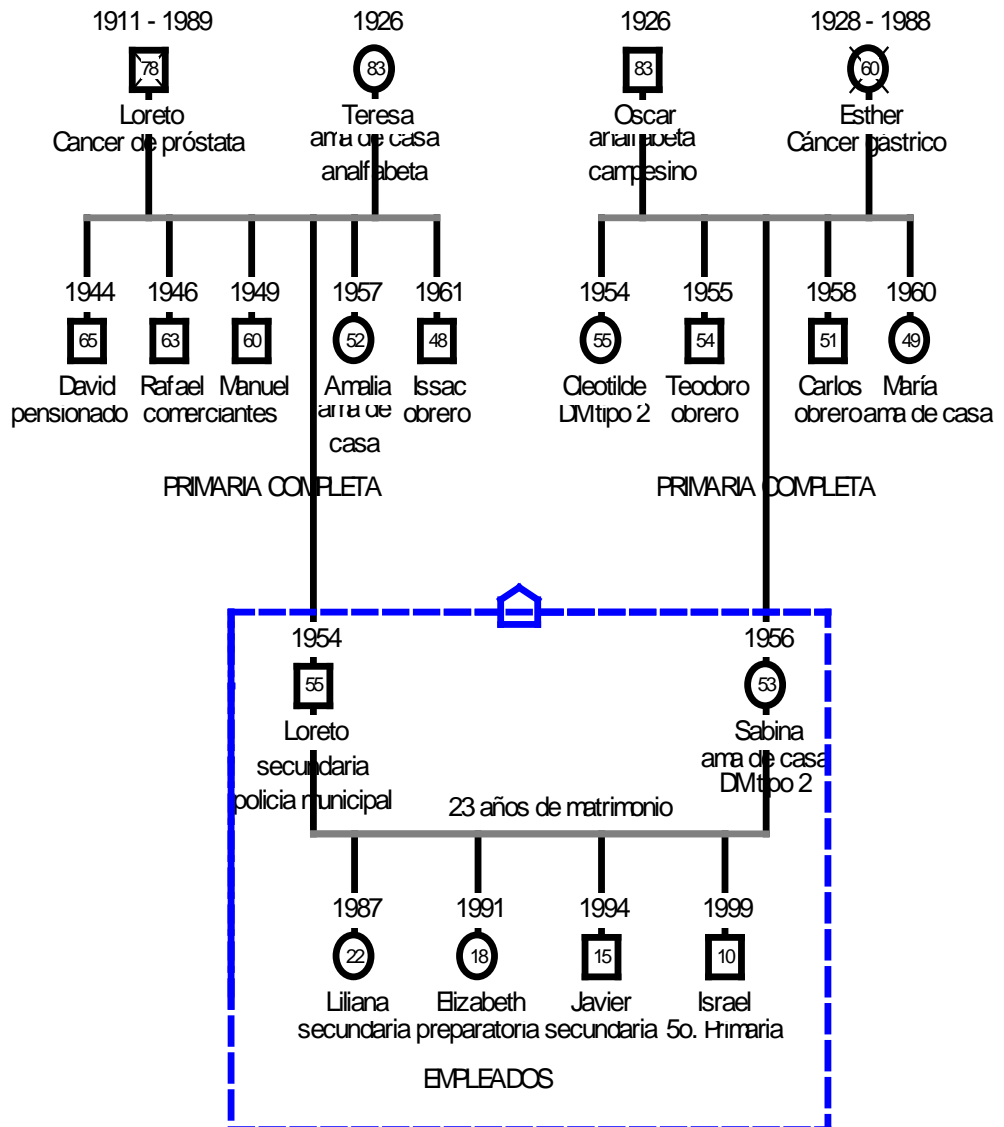 1911 - 1989
1926
1926
1928 - 1988
78
83
83
60
Loreto
Cancer de próstata
Teresa
ama de casa
analfabeta
Oscar
analfabeta
campesino
Esther
Cáncer gástrico
1944
1946
1949
1957
1961
1954
1955
1958
1960
65
63
60
52
48
55
54
51
49
David
pensionado
Rafael
Manuel
comerciantes
Amalia
ama de
casa
Issac
obrero
Cleotilde
DM tipo 2
Teodoro
obrero
Carlos
obrero
María
ama de casa
PRIMARIA COMPLETA
PRIMARIA COMPLETA
1954
1956
55
53
Loreto
secundaria
policia municipal
Sabina
ama de casa
DM tipo 2
23 años de matrimonio
1987
1991
1994
1999
22
18
15
10
Liliana
secundaria
Elizabeth
preparatoria
Javier
secundaria
Israel
5o. Primaria
EMPLEADOS